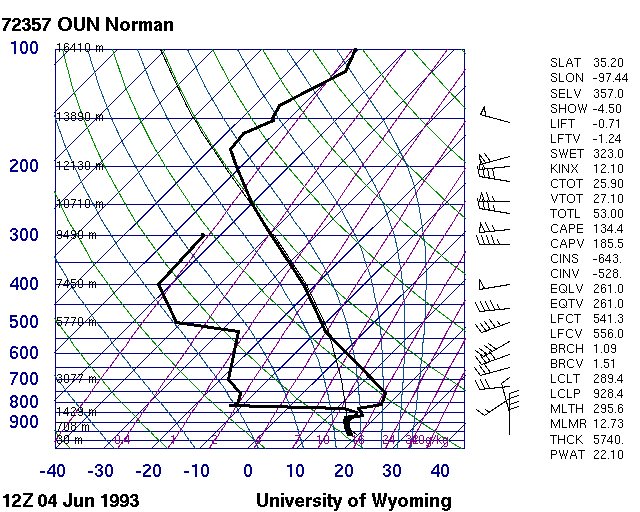 72357 OUN Norman
100
16410 m
13890 m
200
12130 m
10710 m
300
9490 m
400
7450 m
500
5770 m
600
700
3077 m
800
1429 m
900
708 m
30 m
0.4 1 2 4 7 10 16 24 32 40g/kg
-40 -30 -20 -10 0 10 20 30 40
12Z 04 Jun 1993
University of Wyoming
SLAT 35.20
SLON -97.44
SELV 357.0
SHOW -4.50
LIFT -0.71
LFTV -1.24
SWET 323.0
KINX 12.10
CTOT 25.90
VTOT 27.10
TOTL 53.00
CAPE 134.4
CAPV 185.5
CINS -643.
CINV -528.
EQLV 261.0
EQTV 261.0
LFCT 541.3
LFCV 556.0
BRCH 1.09
BRCV 1.51
LCLT 289.4
LCLP 928.4
MLTH 295.6
MLMR 12.73
THCK 5740.
PWAT 22.10